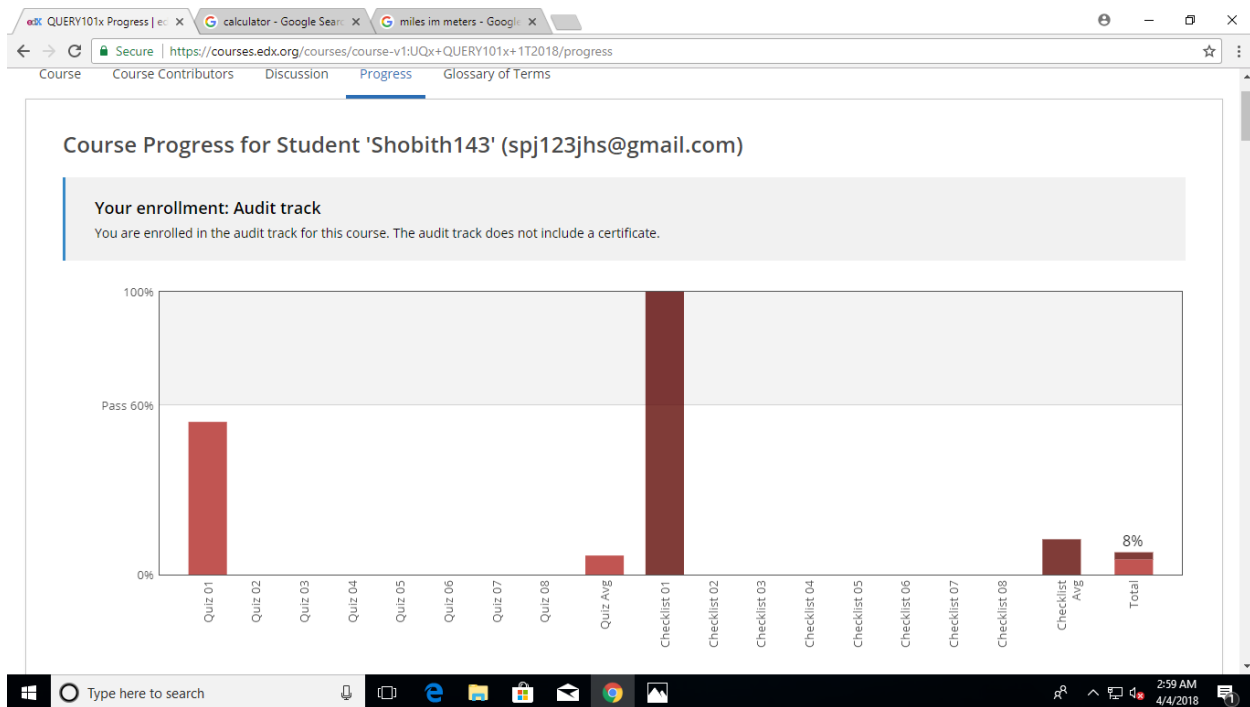 edX QUERY101x Progress | ed
calculator - Google Searc
miles im meters - Google
Secure | https://courses.edx.org/courses/course-v1:UQx+QUERY101x+1T2018/progress
Course Course Contributors Discussion Progress Glossary of Terms
Course Progress for Student 'Shobith143' (spj123jhs@gmail.com)
Your enrollment: Audit track
You are enrolled in the audit track for this course. The audit track does not include a certificate.
100%
Pass 60%
0%
8%
Quiz 01
Quiz 02
Quiz 03
Quiz 04
Quiz 05
Quiz 06
Quiz 07
Quiz 08
Quiz Avg
Checklist 01
Checklist 02
Checklist 03
Checklist 04
Checklist 05
Checklist 06
Checklist 07
Checklist 08
Checklist
Avg
Total
Type here to search
2:59 AM
4/4/2018
1